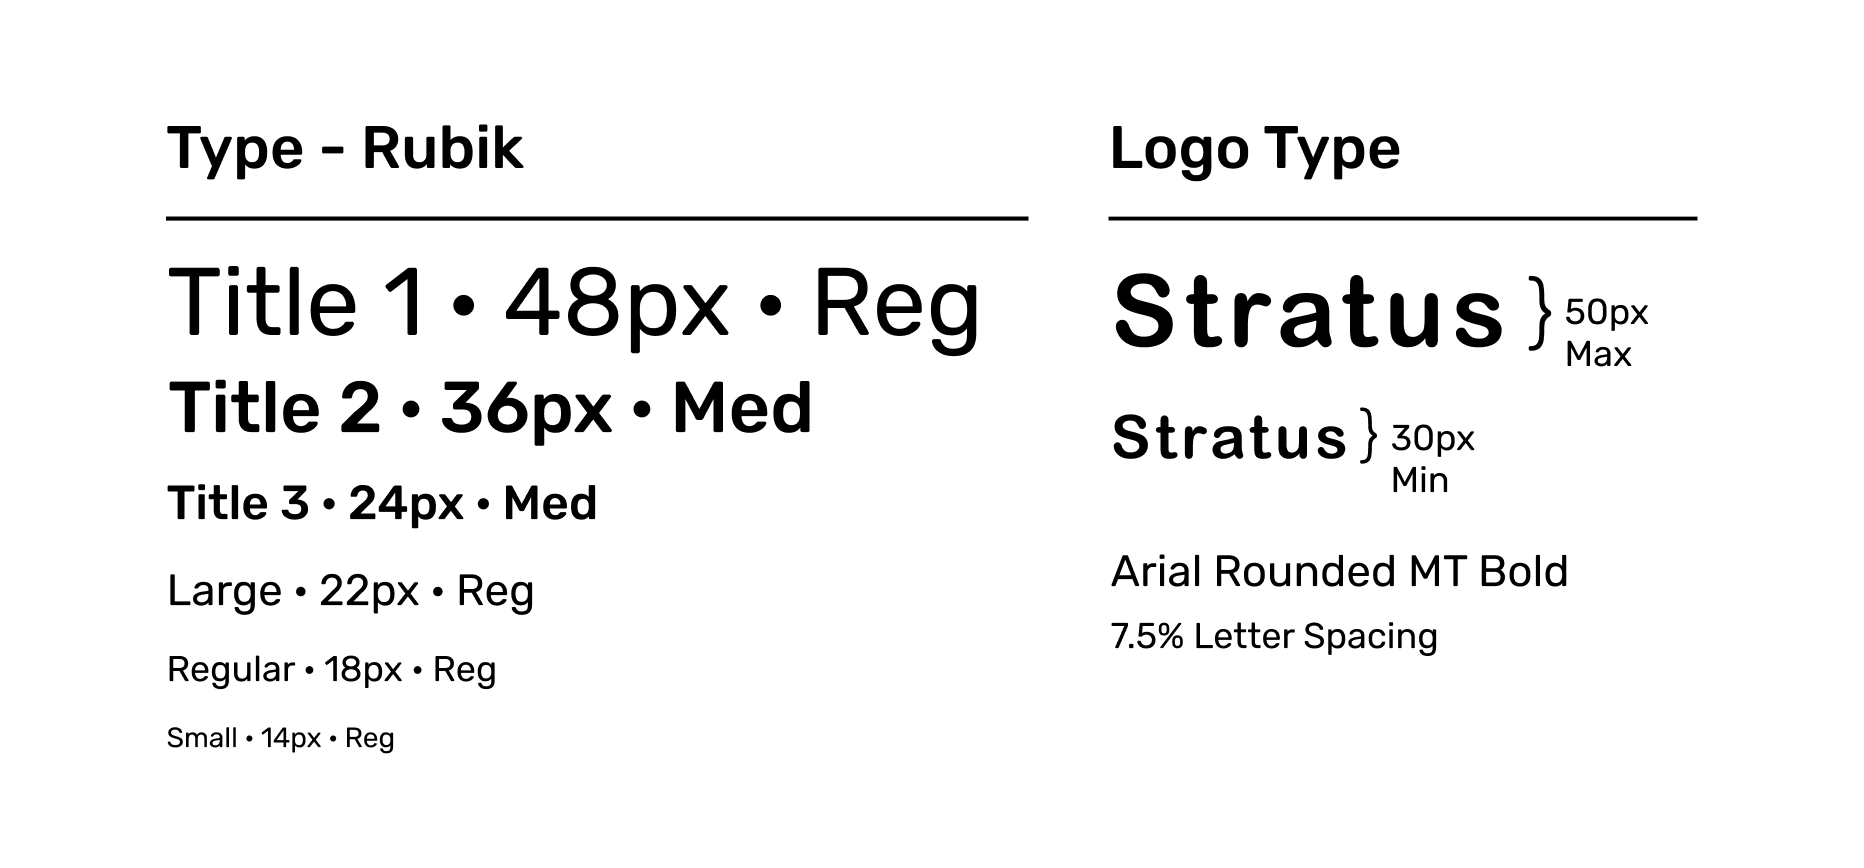 Type - Rubik
Title 1 • 48px • Reg
Title 2 • 36px • Med
Title 3 • 24px • Med
Large • 22px • Reg
Regular • 18px • Reg
Small • 14px • Reg
Logo Type
Stratus } 50px
Max
Stratus } 30px
Min
Arial Rounded MT Bold
7.5% Letter Spacing